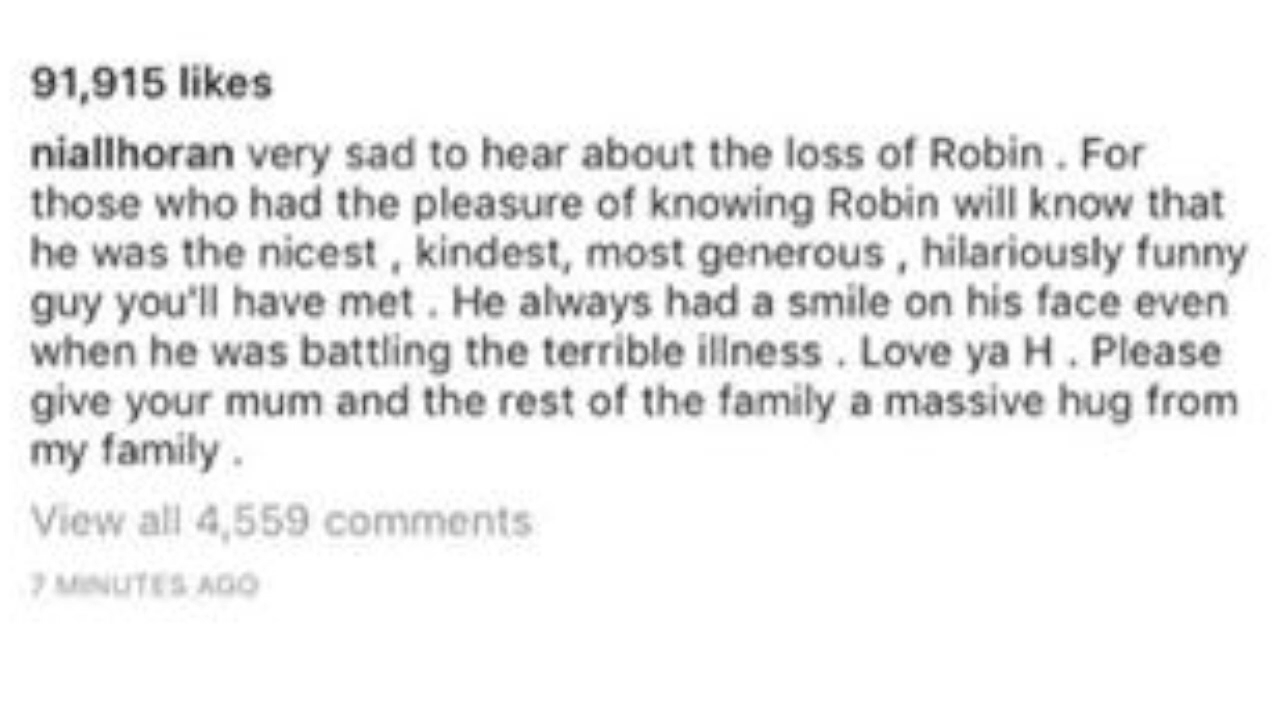 91,915 likes
niallhoran very sad to hear about the loss of Robin . For
those who had the pleasure of knowing Robin will know that
he was the nicest , kindest, most generous , hilariously funny
guy you'll have met . He always had a smile on his face even
when he was battling the terrible illness . Love ya H . Please
give your mum and the rest of the family a massive hug from
my family .
View all 4,559 comments
7 MINUTES AGO